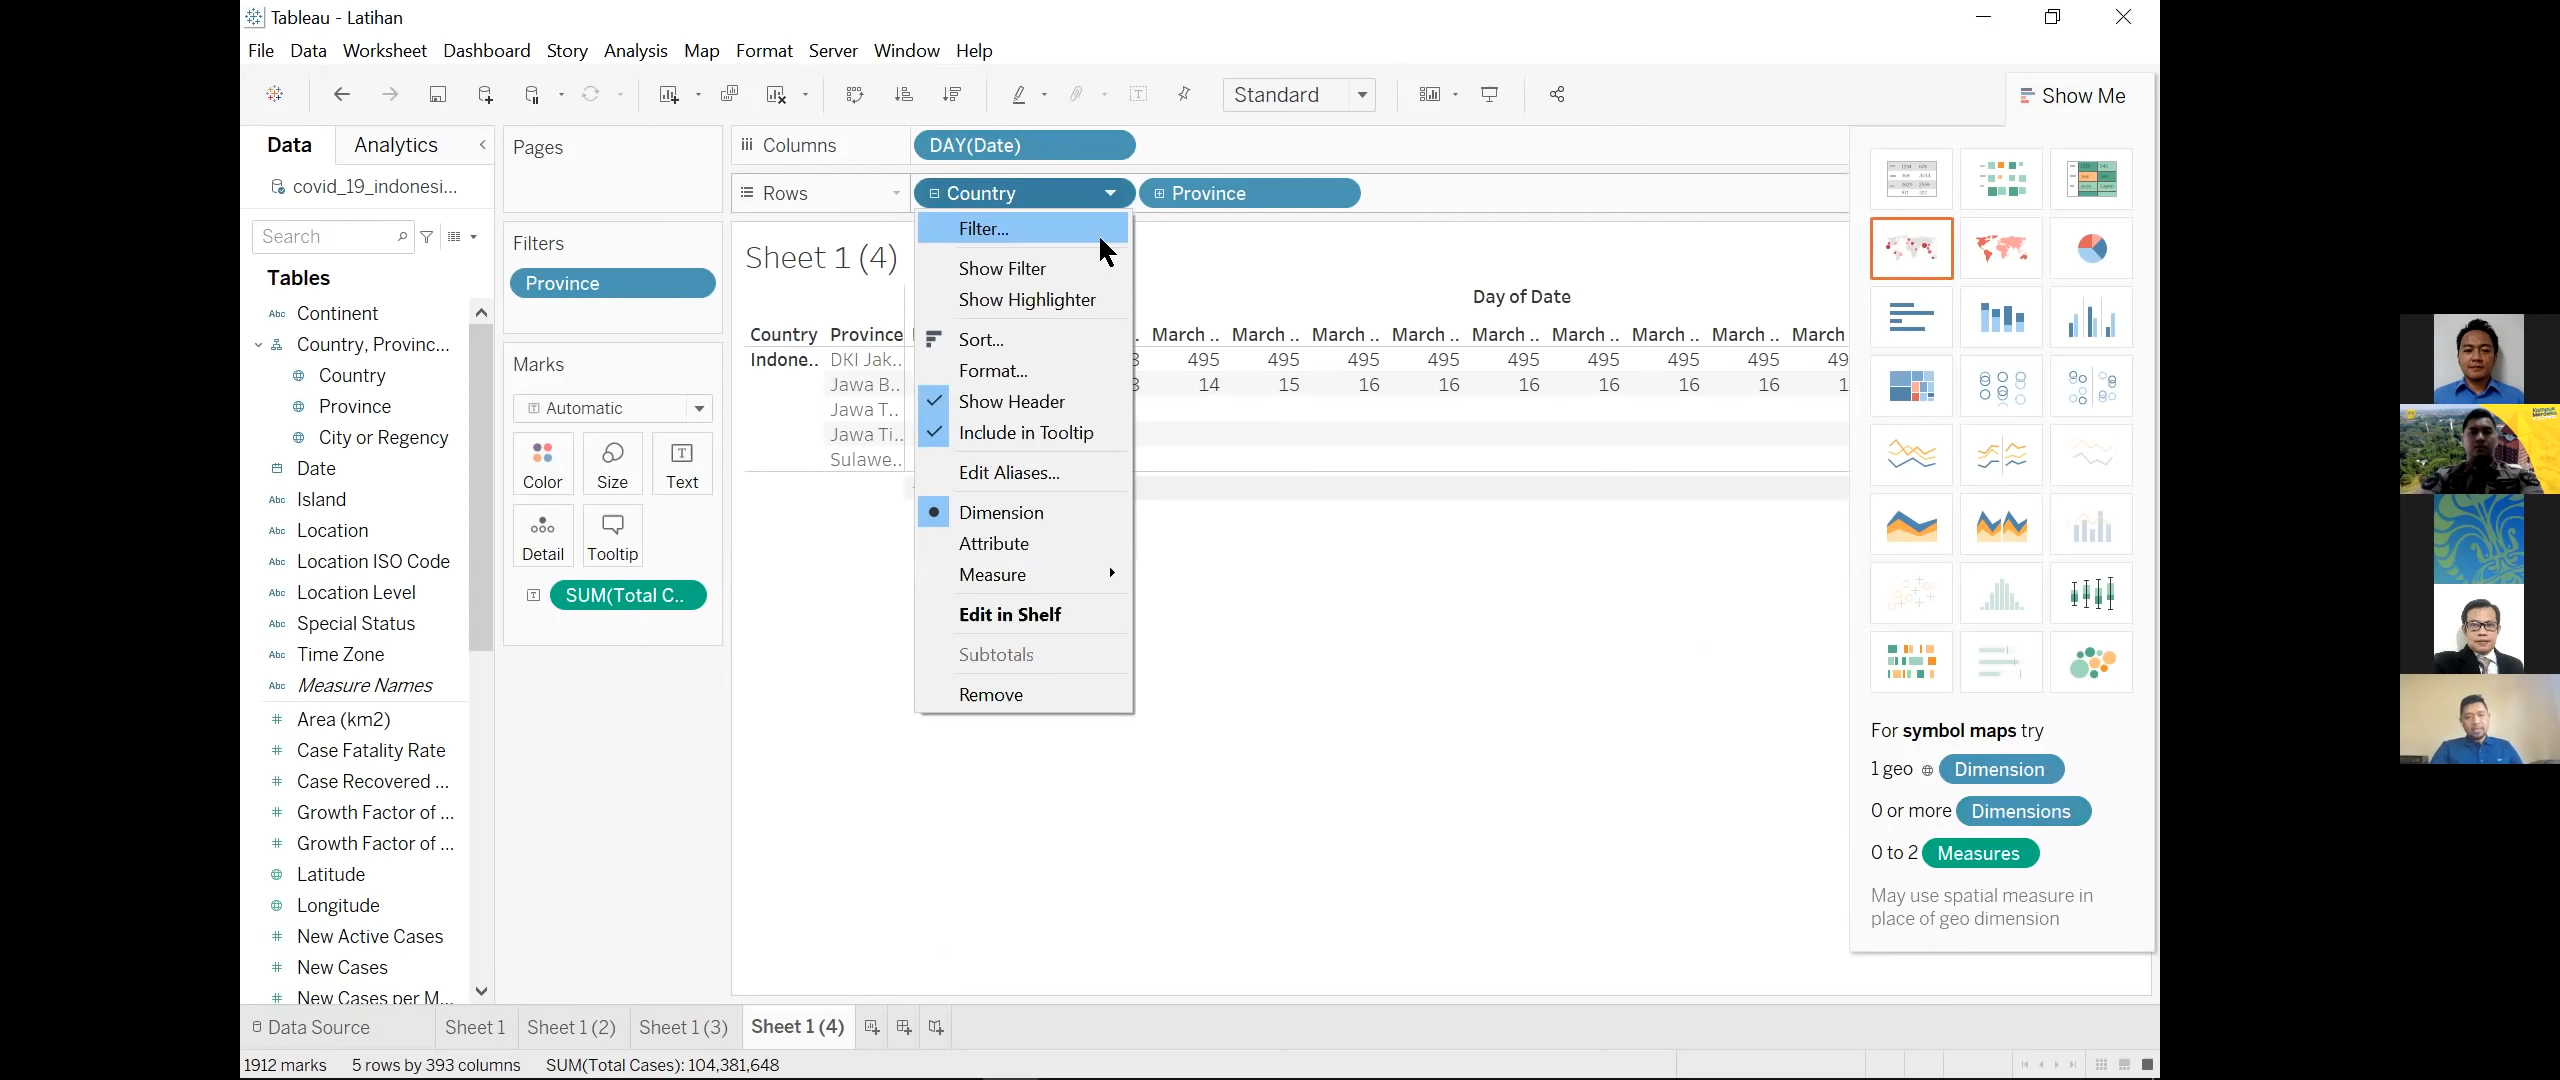 Tableau - Latihan
File Data Worksheet Dashboard Story Analysis Map Format Server Window Help
Standard
Show Me
Data
Analytics
covid_19_indonesi...
Search
Tables
Continent
Country, Provinc...
Country
Province
City or Regency
Date
Island
Location
Location ISO Code
Location Level
Special Status
Time Zone
Measure Names
Area (km2)
Case Fatality Rate
Case Recovered ...
Growth Factor of ...
Growth Factor of ...
Latitude
Longitude
New Active Cases
New Cases
New Cases per M...
Pages
Filters
Province
Marks
Automatic
Color
Size
Text
Detail
Tooltip
SUM(Total C..
Columns
DAY(Date)
Rows
Country
Province
Sheet 1 (4)
Day of Date
Country Province March .. March .. March .. March .. March .. March .. March .. March .. March
Indone.. DKI Jak.. 495 495 495 495 495 495 495 495 49
Jawa B.. 14 15 16 16 16 16 16 16 1
Jawa T..
Jawa Ti..
Sulawe..
Filter...
Show Filter
Show Highlighter
Sort...
Format...
Show Header
Include in Tooltip
Edit Aliases...
Dimension
Attribute
Measure
Edit in Shelf
Subtotals
Remove
For symbol maps try
1 geo Dimension
0 or more Dimensions
0 to 2 Measures
May use spatial measure in
place of geo dimension
Data Source
Sheet 1
Sheet 1 (2)
Sheet 1 (3)
Sheet 1 (4)
1912 marks 5 rows by 393 columns SUM(Total Cases): 104,381,648